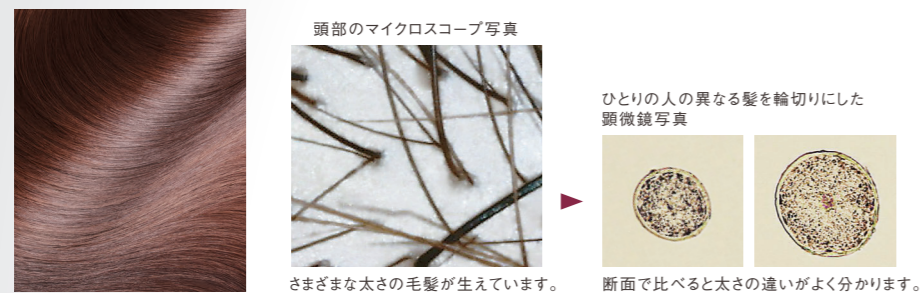 頭部のマイクロスコープ写真
さまざまな太さの毛髪が生えています。
ひとりの人の異なる髪を輪切りにした
顕微鏡写真
断面で比べると太さの違いがよく分かります。